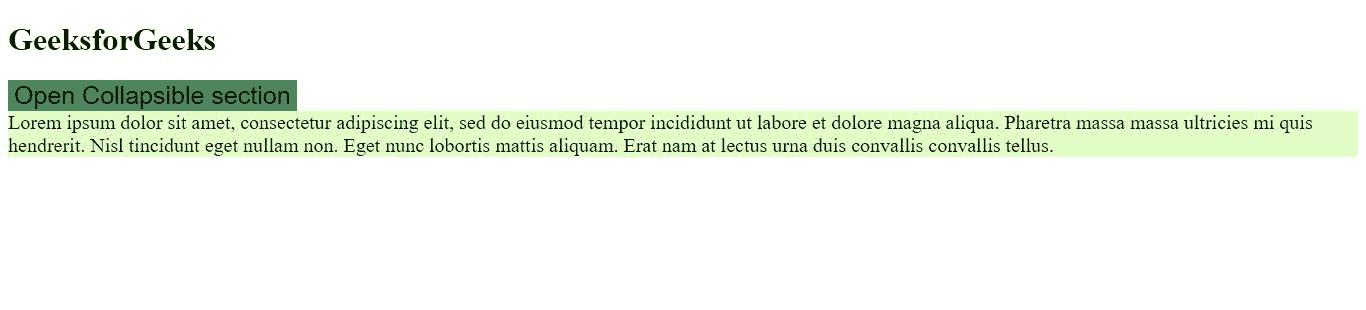 GeeksforGeeks
Open Collapsible section
Lorem ipsum dolor sit amet, consectetur adipiscing elit, sed do eiusmod tempor incididunt ut labore et dolore magna aliqua. Pharetra massa massa ultricies mi quis
hendrerit. Nisl tincidunt eget nullam non. Eget nunc lobortis mattis aliquam. Erat nam at lectus urna duis convallis convallis tellus.